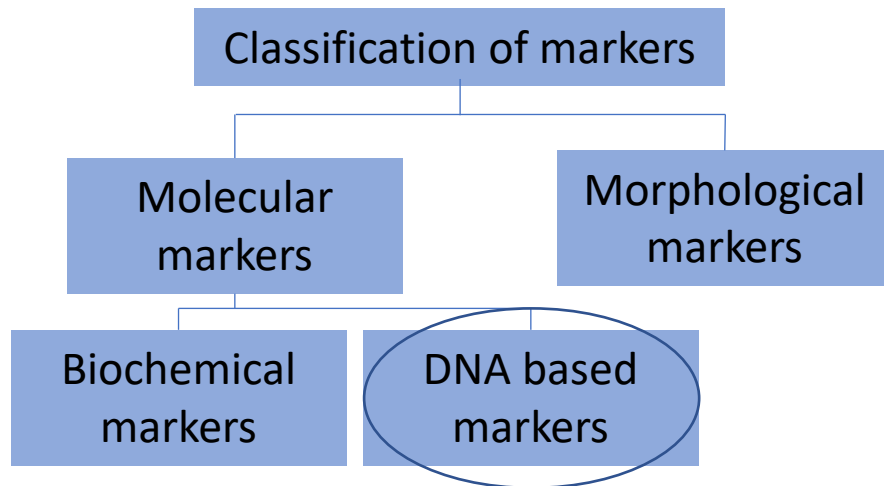 Classification of markers
Molecular
markers
Morphological
markers
Biochemical
markers
DNA based
markers